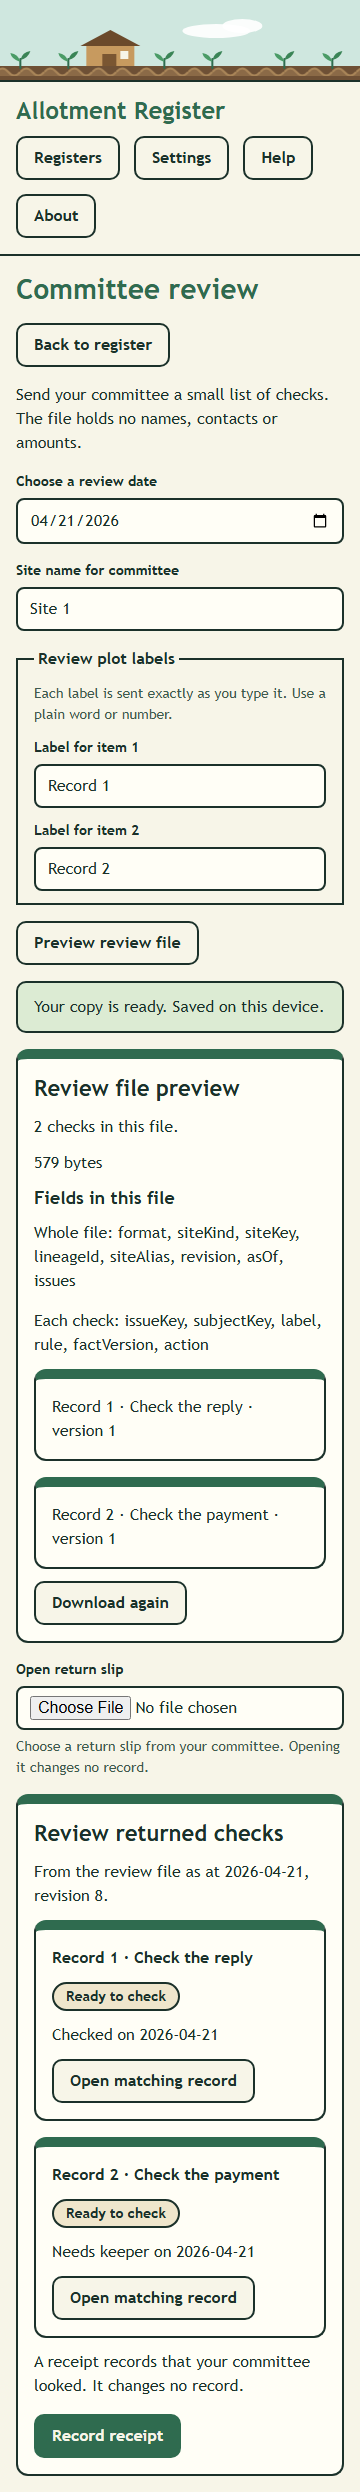 Allotment Register
Registers
Settings
Help
About
Committee review
Back to register
Send your committee a small list of checks.
The file holds no names, contacts or
amounts.
Choose a review date
04/21/2026
Site name for committee
Site 1
Review plot labels
Each label is sent exactly as you type it. Use a
plain word or number.
Label for item 1
Record 1
Label for item 2
Record 2
Preview review file
Your copy is ready. Saved on this device.
Review file preview
2 checks in this file.
579 bytes
Fields in this file
Whole file: format, siteKind, siteKey,
lineageId, siteAlias, revision, asOf,
issues
Each check: issueKey, subjectKey, label,
rule, factVersion, action
Record 1 · Check the reply ·
version 1
Record 2 · Check the payment ·
version 1
Download again
Open return slip
Choose File No file chosen
Choose a return slip from your committee. Opening
it changes no record.
Review returned checks
From the review file as at 2026-04-21,
revision 8.
Record 1 · Check the reply
Ready to check
Checked on 2026-04-21
Open matching record
Record 2 · Check the payment
Ready to check
Needs keeper on 2026-04-21
Open matching record
A receipt records that your committee
looked. It changes no record.
Record receipt